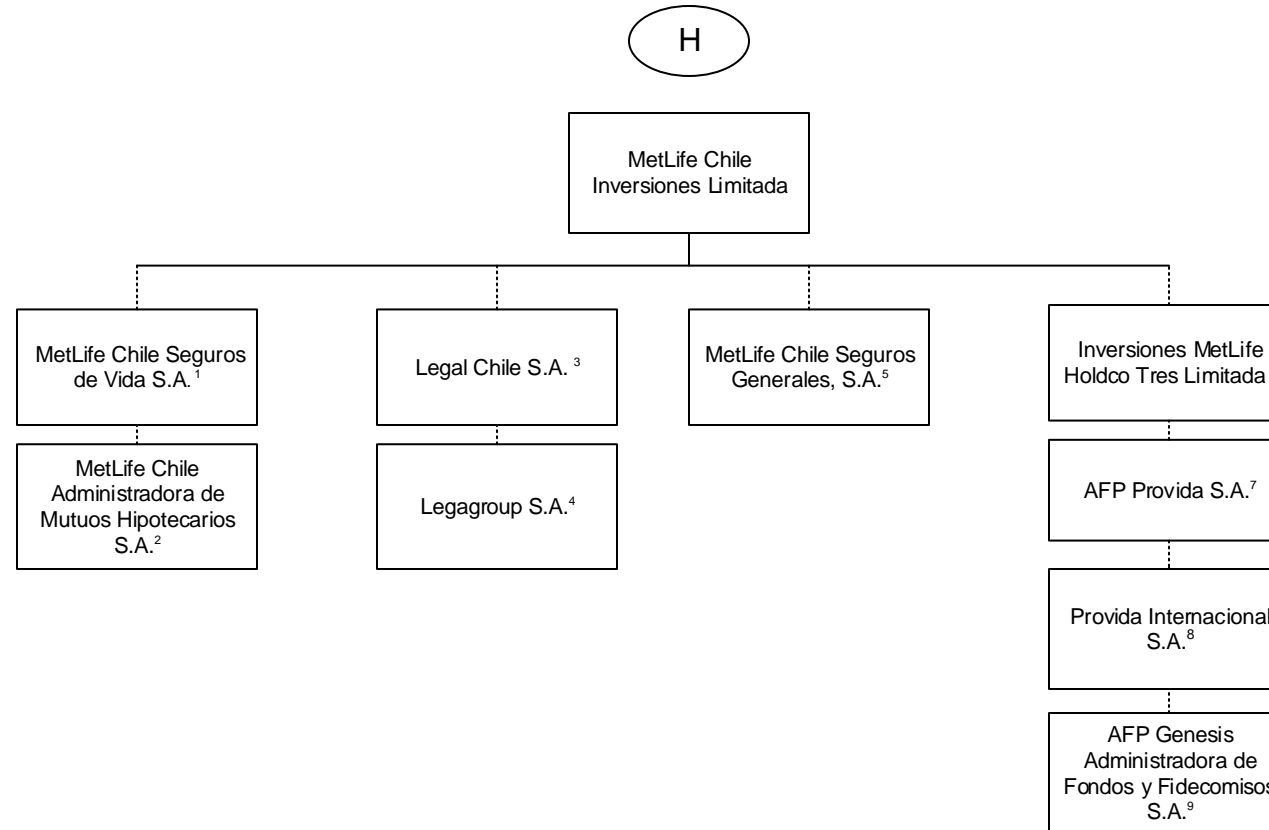 H
MetLife Chile
Inversiones Limitada
MetLife Chile Seguros
de Vida S.A.¹
Legal Chile S.A. ³
MetLife Chile Seguros
Generales, S.A.⁵
Inversiones MetLife
Holdco Tres Limitada
MetLife Chile
Administradora de
Mutuos Hipotecarios
S.A.²
Legagroup S.A.⁴
AFP Provida S.A.⁷
Provida Internacional
S.A.⁸
AFP Genesis
Administradora de
Fondos y Fidecomisos
S.A.⁹